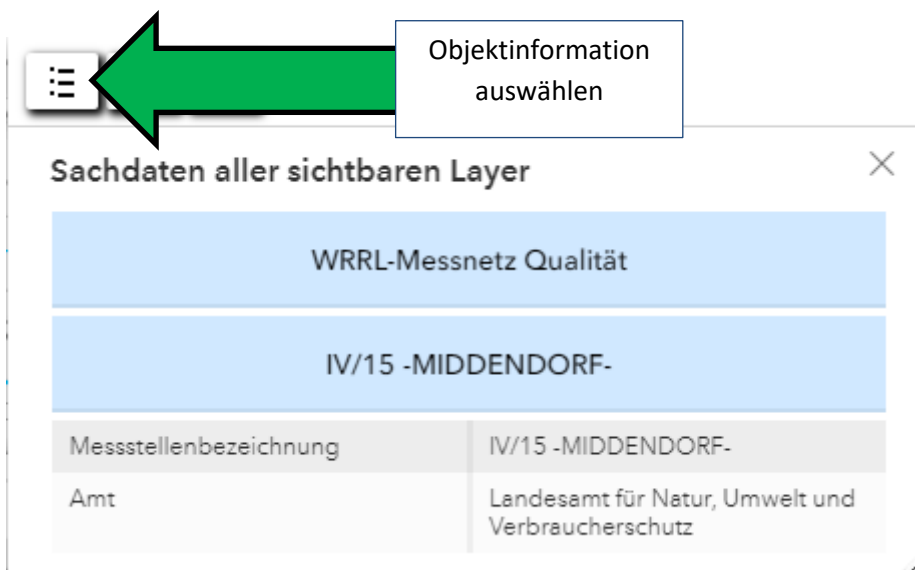 Objektinformation
auswählen
Sachdaten aller sichtbaren Layer
WRRL-Messnetz Qualität
IV/15 -MIDDENDORF-
Messstellenbezeichnung IV/15 -MIDDENDORF-
Amt Landesamt für Natur, Umwelt und
Verbraucherschutz